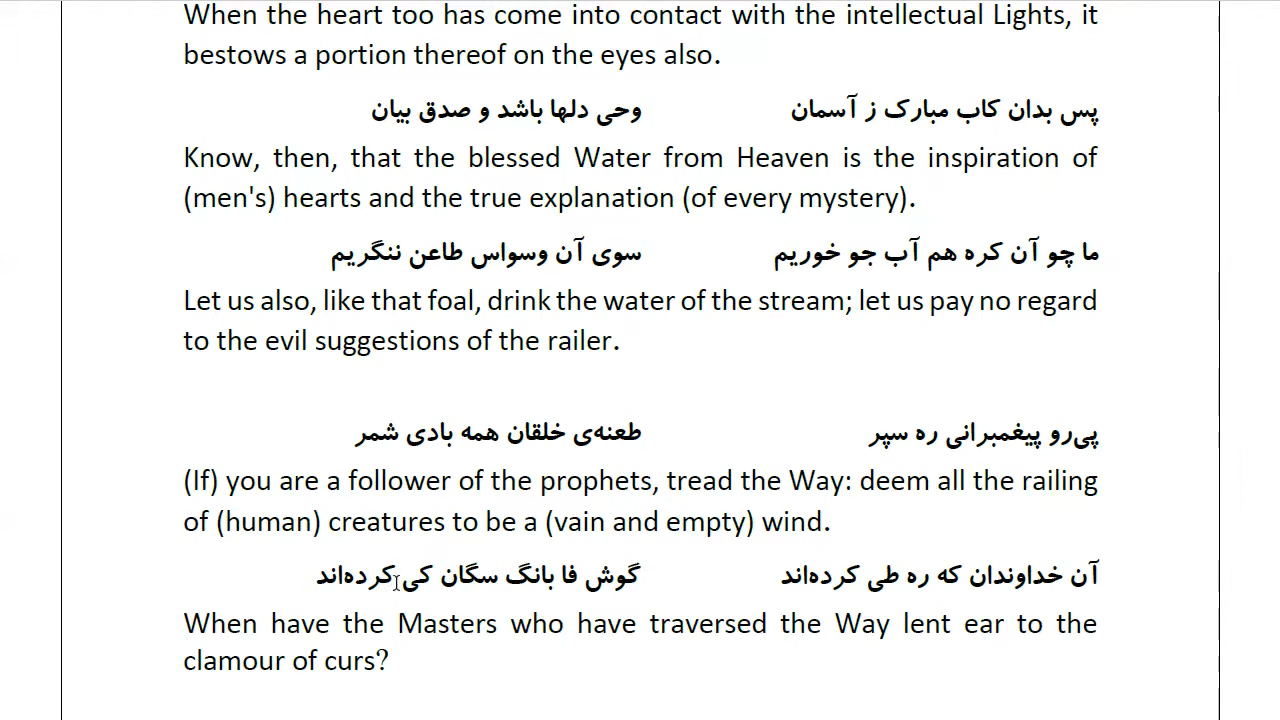 When the heart too has come into contact with the intellectual Lights, it
bestows a portion thereof on the eyes also.
پس بدان کاب مبارک ز آسمان وحی دلها باشد و صدق بیان
Know, then, that the blessed Water from Heaven is the inspiration of
(men's) hearts and the true explanation (of every mystery).
ما چو آن کره هم آب جو خوریم سوی آن وسواس طاعن ننگریم
Let us also, like that foal, drink the water of the stream; let us pay no regard
to the evil suggestions of the railer.
پی‌رو پیغمبرانی ره سپر طعنه‌ی خلقان همه بادی شمر
(If) you are a follower of the prophets, tread the Way: deem all the railing
of (human) creatures to be a (vain and empty) wind.
آن خداوندان که ره طی کرده‌اند گوش فا بانگ سگان کی کرده‌اند
When have the Masters who have traversed the Way lent ear to the
clamour of curs?